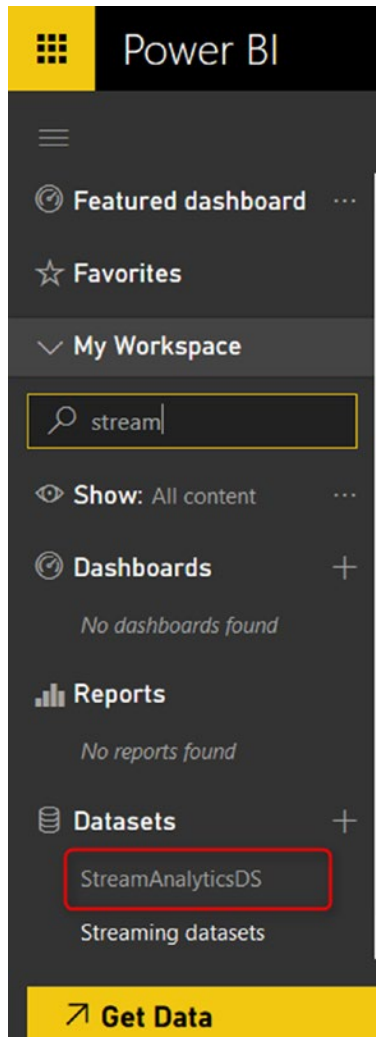 Power BI
Featured dashboard ...
Favorites
My Workspace
stream
Show: All content ...
Dashboards +
No dashboards found
Reports
No reports found
Datasets +
StreamAnalyticsDS
Streaming datasets
Get Data